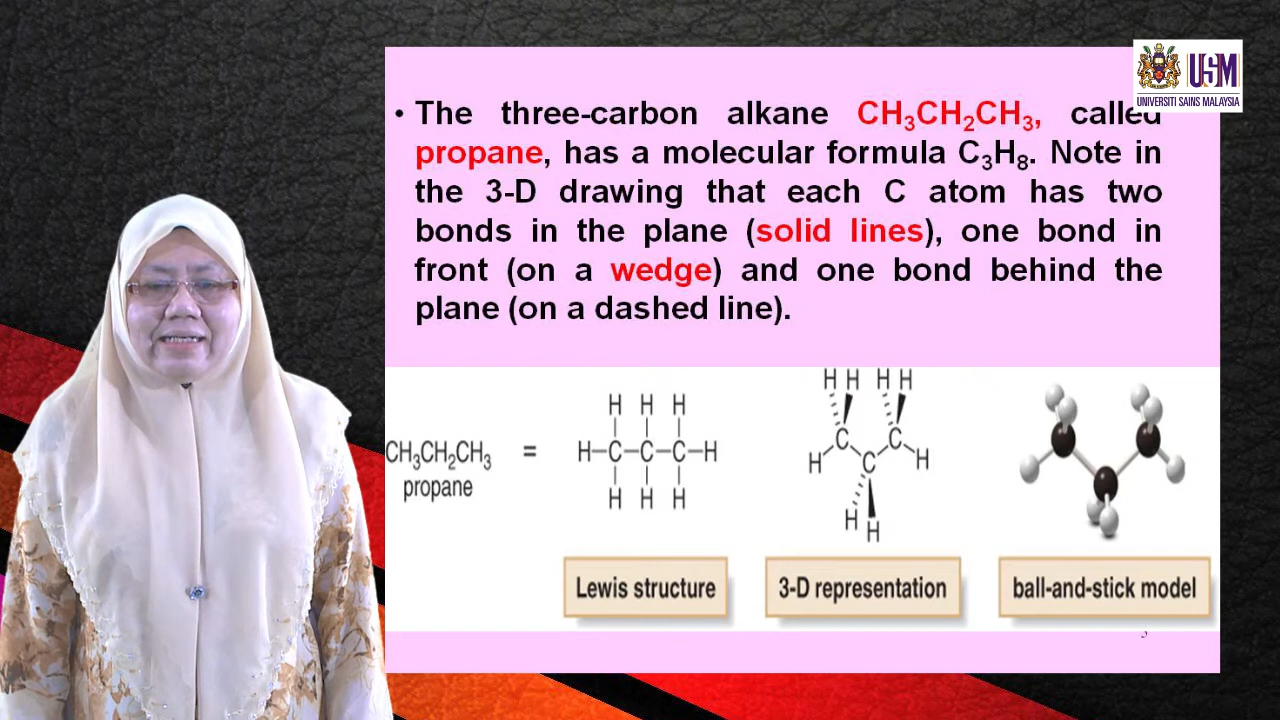 USM
UNIVERSITI SAINS MALAYSIA
• The three-carbon alkane CH₃CH₂CH₃, called
propane, has a molecular formula C₃H₈. Note in
the 3-D drawing that each C atom has two
bonds in the plane (solid lines), one bond in
front (on a wedge) and one bond behind the
plane (on a dashed line).
H H H H
H H H
CH₃CH₂CH₃ = H–C–C–C–H
propane
H H H
C C
H C H
H H
Lewis structure
3-D representation
ball-and-stick model